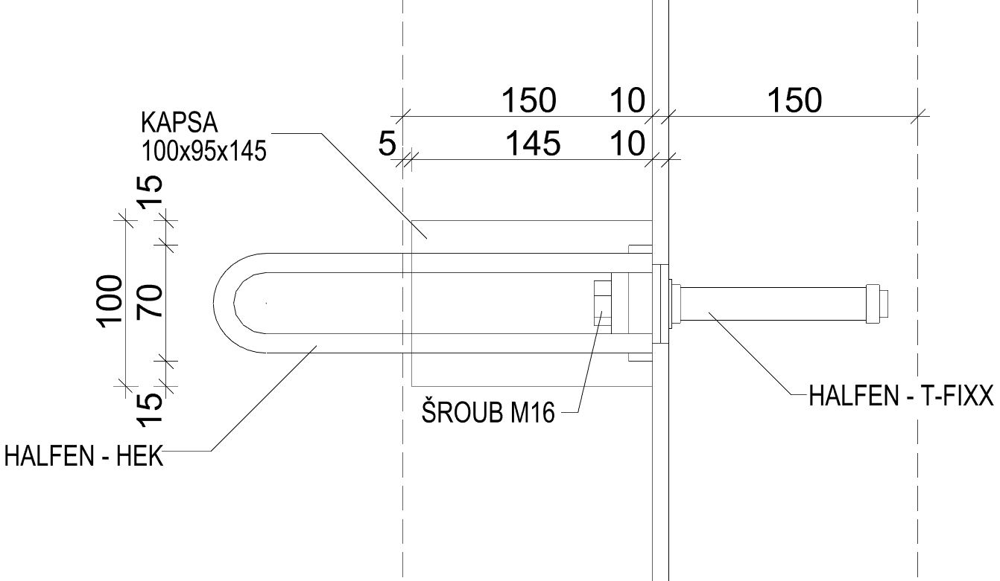 150 10 150
KAPSA
100x95x145
5 145 10
15
100
70
15
ŠROUB M16
HALFEN - T-FIXX
HALFEN - HEK